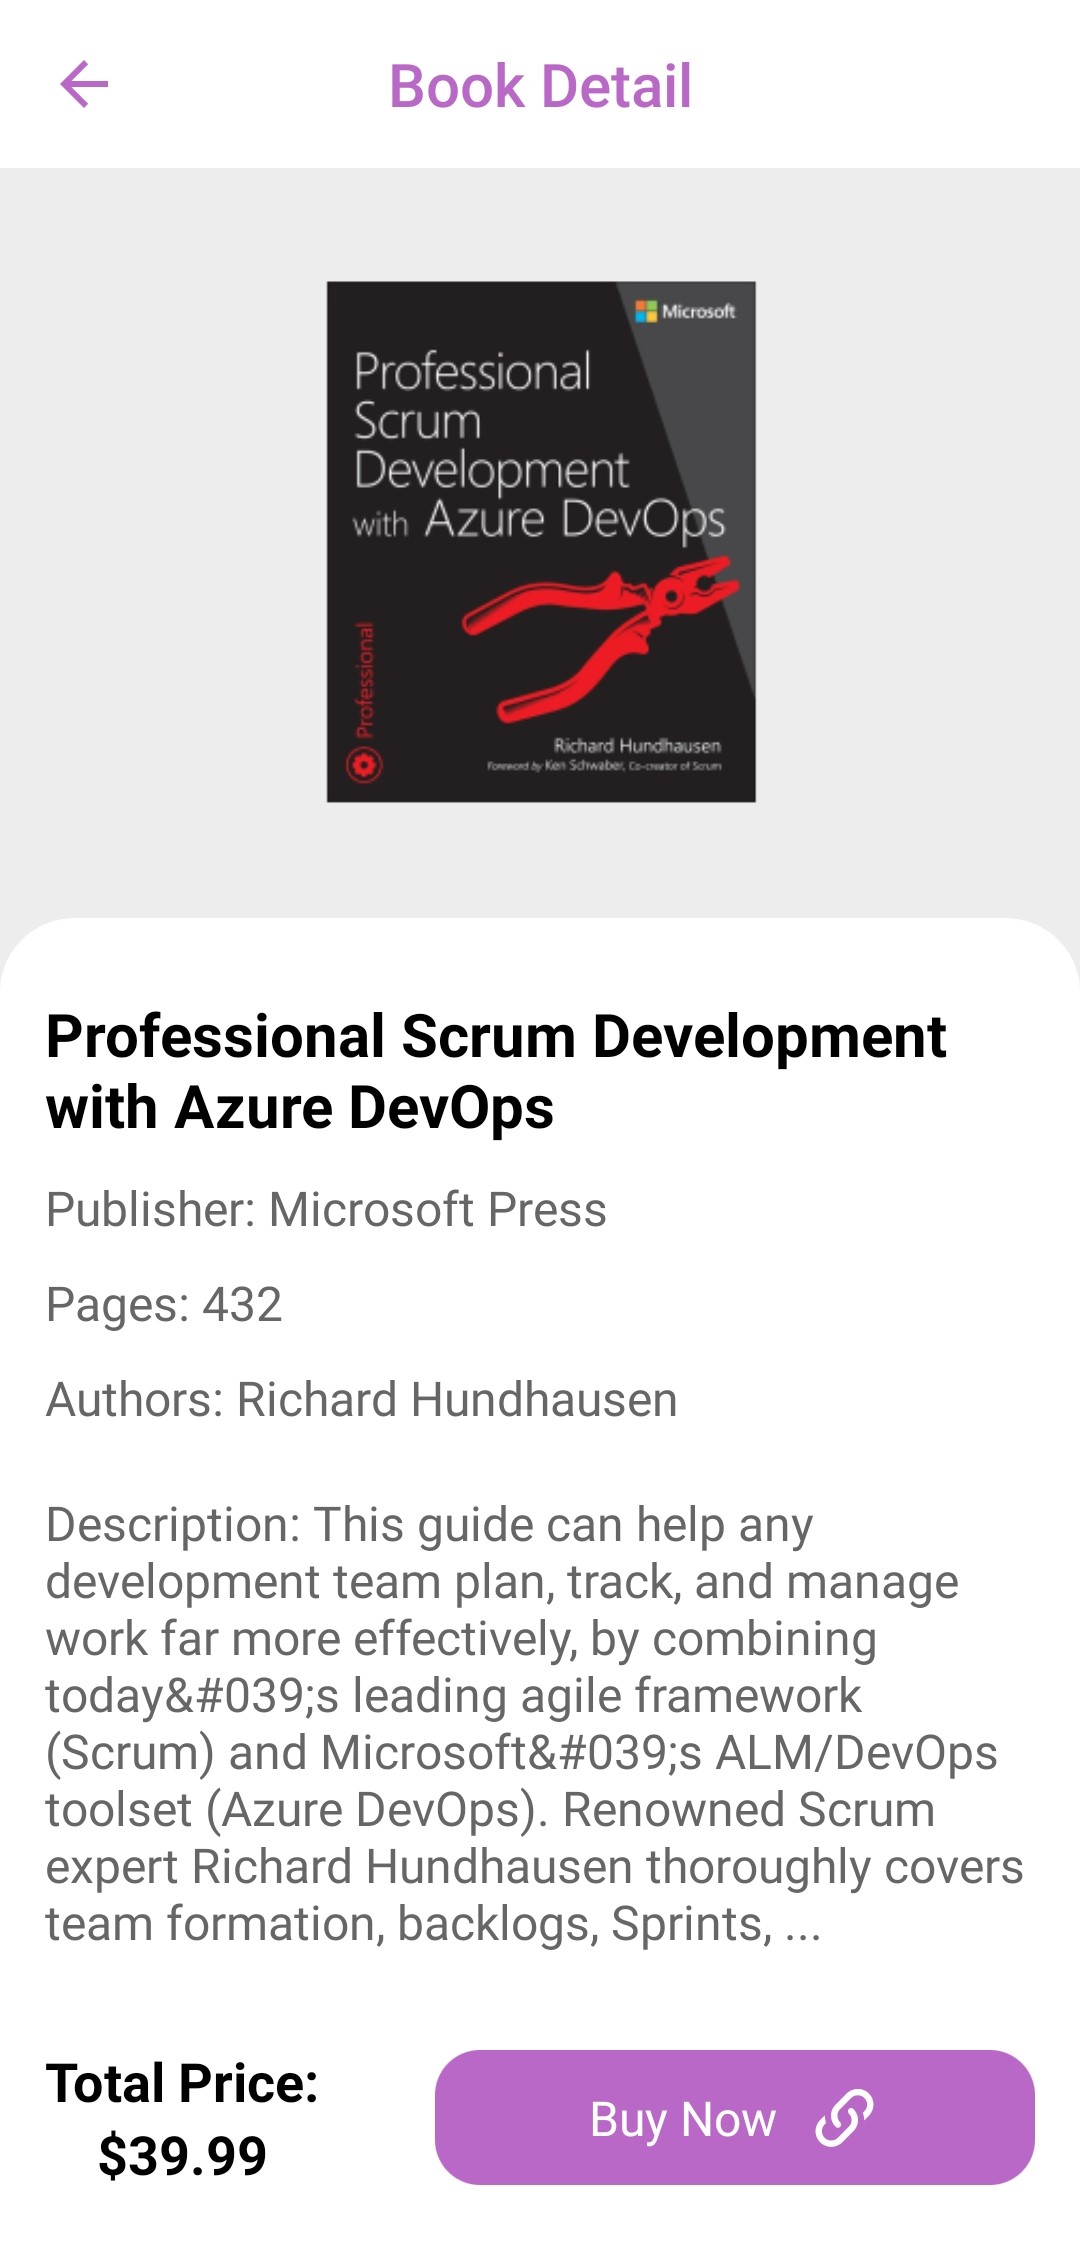 Book Detail
Microsoft
Professional
Scrum
Development
with Azure DevOps
Professional
Richard Hundhausen
Foreword by Ken Schwaber, Co-creator of Scrum
Professional Scrum Development
with Azure DevOps
Publisher: Microsoft Press
Pages: 432
Authors: Richard Hundhausen
Description: This guide can help any
development team plan, track, and manage
work far more effectively, by combining
today&#039;s leading agile framework
(Scrum) and Microsoft&#039;s ALM/DevOps
toolset (Azure DevOps). Renowned Scrum
expert Richard Hundhausen thoroughly covers
team formation, backlogs, Sprints, ...
Total Price:
$39.99
Buy Now